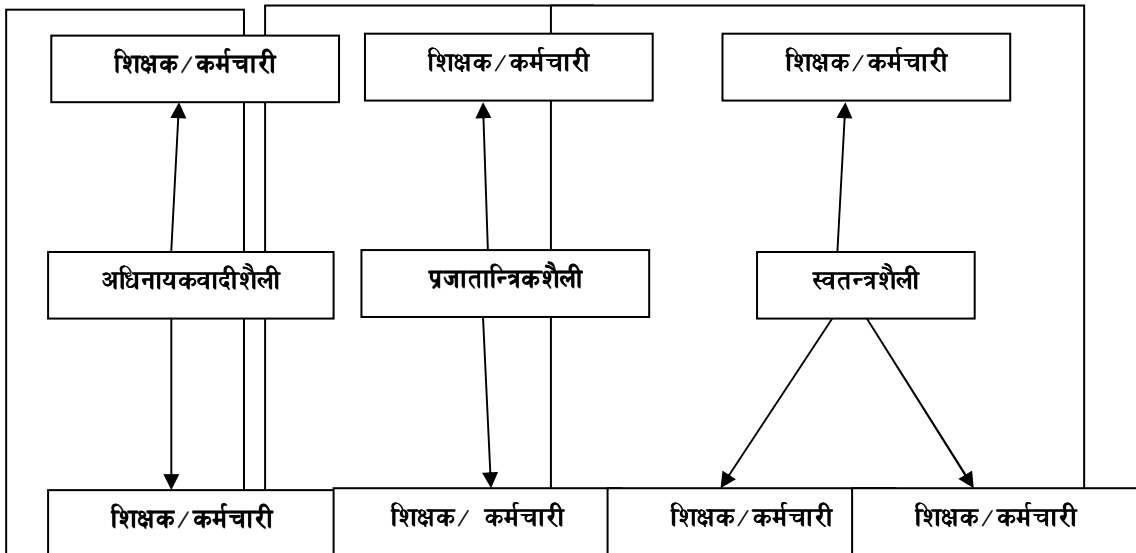 शिक्षक/कर्मचारी
शिक्षक/कर्मचारी
शिक्षक/कर्मचारी
अधिनायकवादीशैली
प्रजातान्त्रिकशैली
स्वतन्त्रशैली
शिक्षक/कर्मचारी
शिक्षक/ कर्मचारी
शिक्षक/कर्मचारी
शिक्षक/कर्मचारी